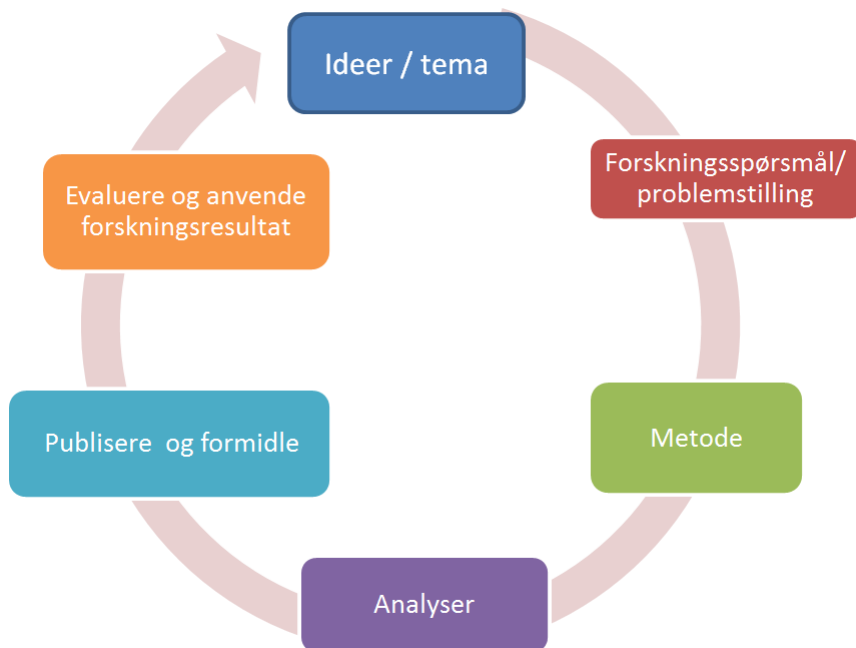 Ideer / tema
Forskningsspørsmål/
problemstilling
Metode
Analyser
Publisere  og formidle
Evaluere og anvende
forskningsresultat